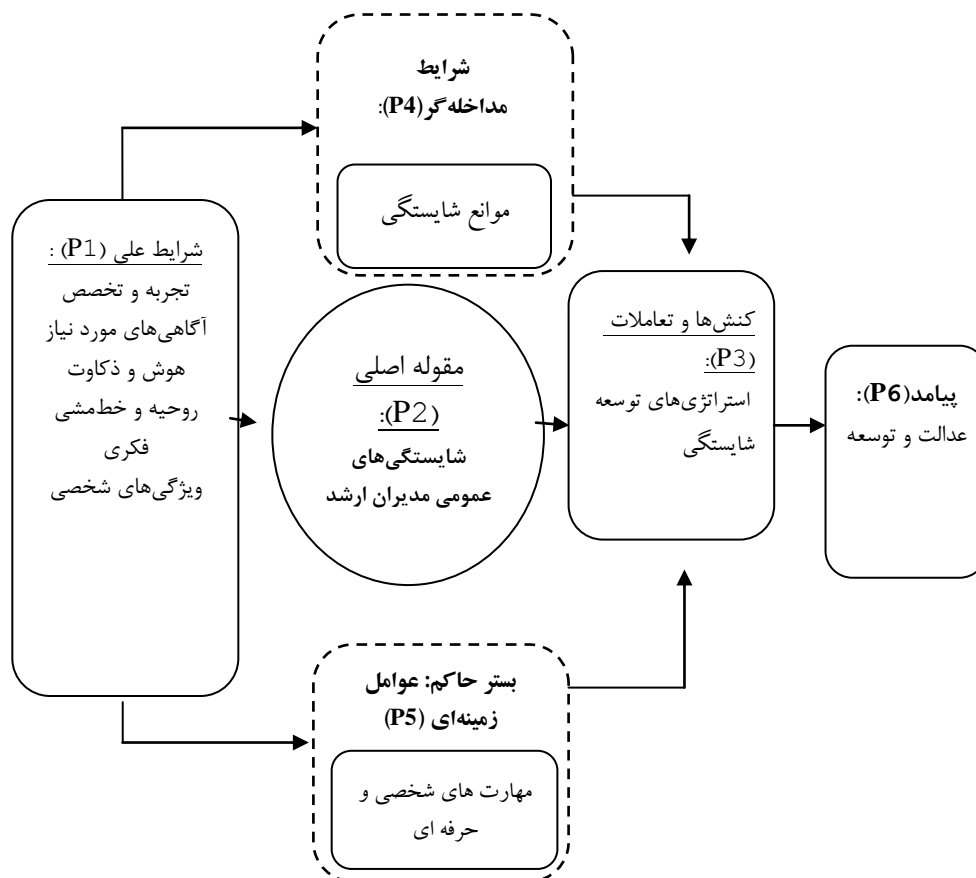 شرایط
مداخله‌گر(P4):
موانع شایستگی
شرایط علی (P1) :
تجربه و تخصص
آگاهی‌های مورد نیاز
هوش و ذکاوت
روحیه و خط‌مشی
فکری
ویژگی‌های شخصی
مقوله اصلی
(P2):
شایستگی‌های
عمومی مدیران ارشد
کنش‌ها و تعاملات
(P3):
استراتژی‌های توسعه
شایستگی
پیامد(P6):
عدالت و توسعه
بستر حاکم: عوامل
زمینه‌ای (P5)
مهارت های شخصی و
حرفه ای